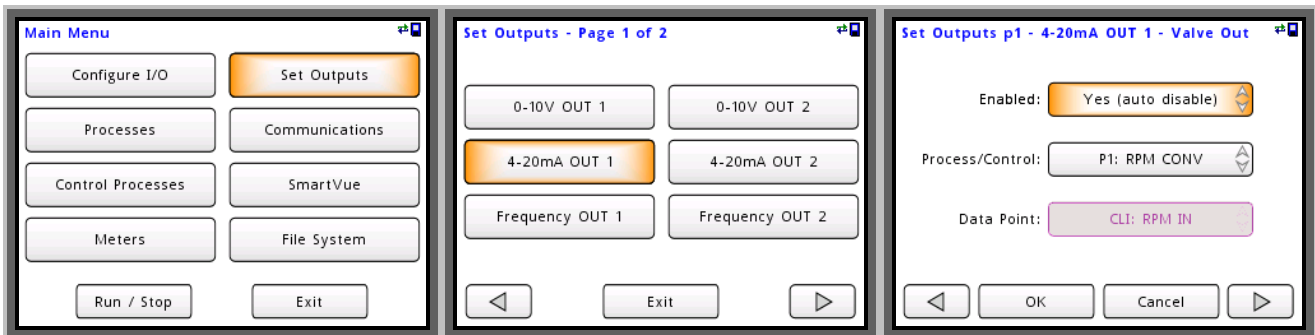 Main Menu
Configure I/O
Set Outputs
Processes
Communications
Control Processes
SmartVue
Meters
File System
Run / Stop
Exit
Set Outputs - Page 1 of 2
0-10V OUT 1
0-10V OUT 2
4-20mA OUT 1
4-20mA OUT 2
Frequency OUT 1
Frequency OUT 2
Exit
Set Outputs p1 - 4-20mA OUT 1 - Valve Out
Enabled: Yes (auto disable)
Process/Control: P1: RPM CONV
Data Point: CLI: RPM IN
OK
Cancel